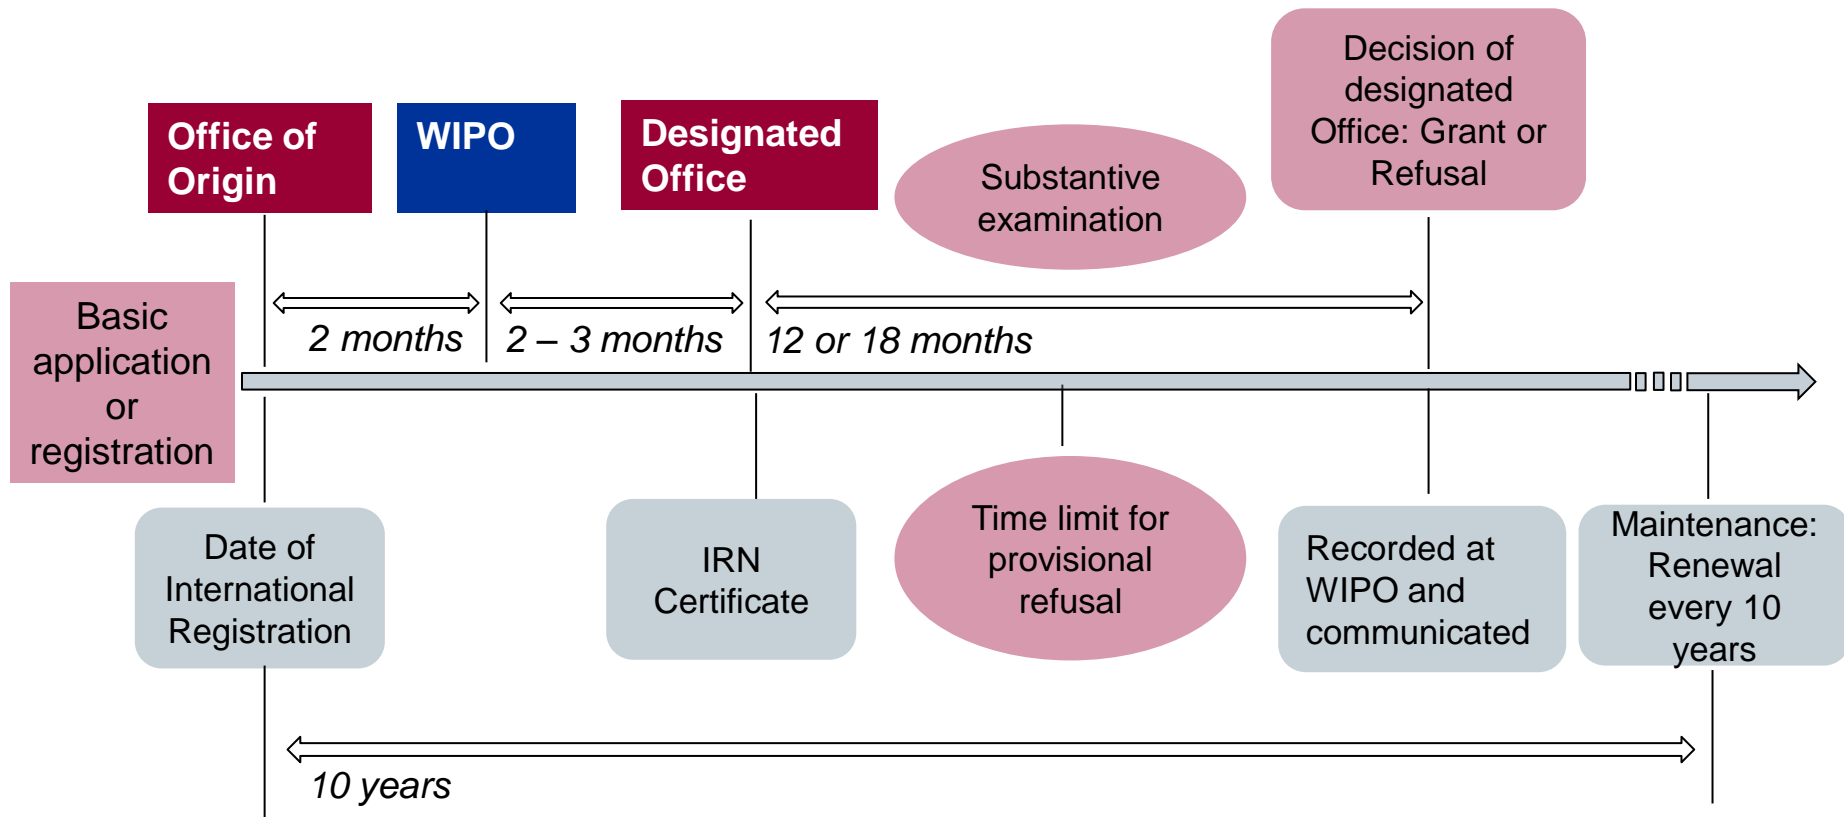 Office of
Origin
WIPO
Designated
Office
Substantive
examination
Decision of
designated
Office: Grant or
Refusal
Basic
application
or
registration
2 months
2 – 3 months
12 or 18 months
Date of
International
Registration
IRN
Certificate
Time limit for
provisional
refusal
Recorded at
WIPO and
communicated
Maintenance:
Renewal
every 10
years
10 years